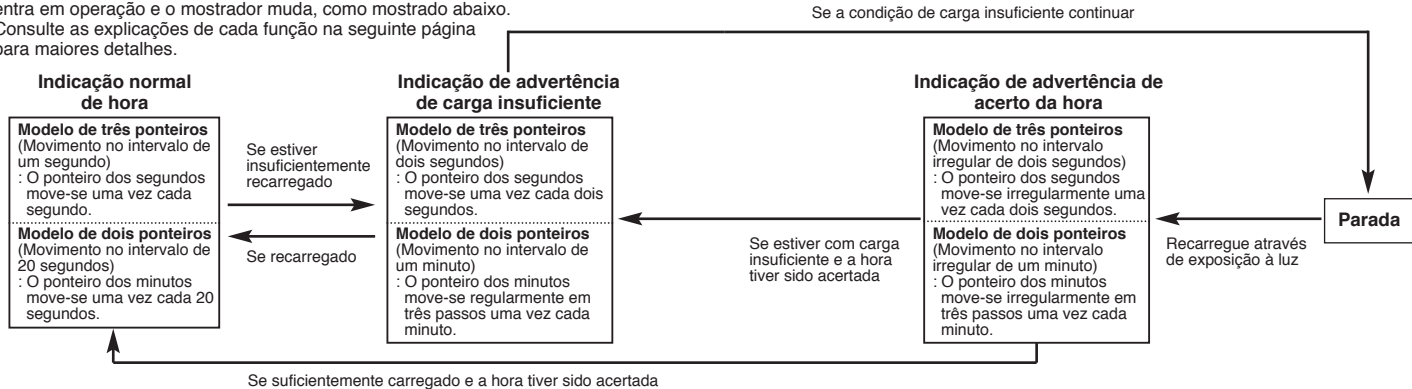 entra em operação e o mostrador muda, como mostrado abaixo.
Consulte as explicações de cada função na seguinte página
para maiores detalhes.
Se a condição de carga insuficiente continuar
Indicação normal
de hora
Modelo de três ponteiros
(Movimento no intervalo de
um segundo)
: O ponteiro dos segundos
move-se uma vez cada
segundo.
Modelo de dois ponteiros
(Movimento no intervalo de
20 segundos)
: O ponteiro dos minutos
move-se uma vez cada 20
segundos.
Se estiver
insuficientemente
recarregado
Se recarregado
Indicação de advertência
de carga insuficiente
Modelo de três ponteiros
(Movimento no intervalo de
dois segundos)
: O ponteiro dos segundos
move-se uma vez cada dois
segundos.
Modelo de dois ponteiros
(Movimento no intervalo de
um minuto)
: O ponteiro dos minutos
move-se regularmente em
três passos uma vez cada
minuto.
Se estiver com carga
insuficiente e a hora
tiver sido acertada
Indicação de advertência de
acerto da hora
Modelo de três ponteiros
(Movimento no intervalo
irregular de dois segundos)
: O ponteiro dos segundos
move-se irregularmente uma
vez cada dois segundos.
Modelo de dois ponteiros
(Movimento no intervalo
irregular de um minuto)
: O ponteiro dos minutos
move-se irregularmente em
três passos uma vez cada
minuto.
Recarregue através
de exposição à luz
Parada
Se suficientemente carregado e a hora tiver sido acertada